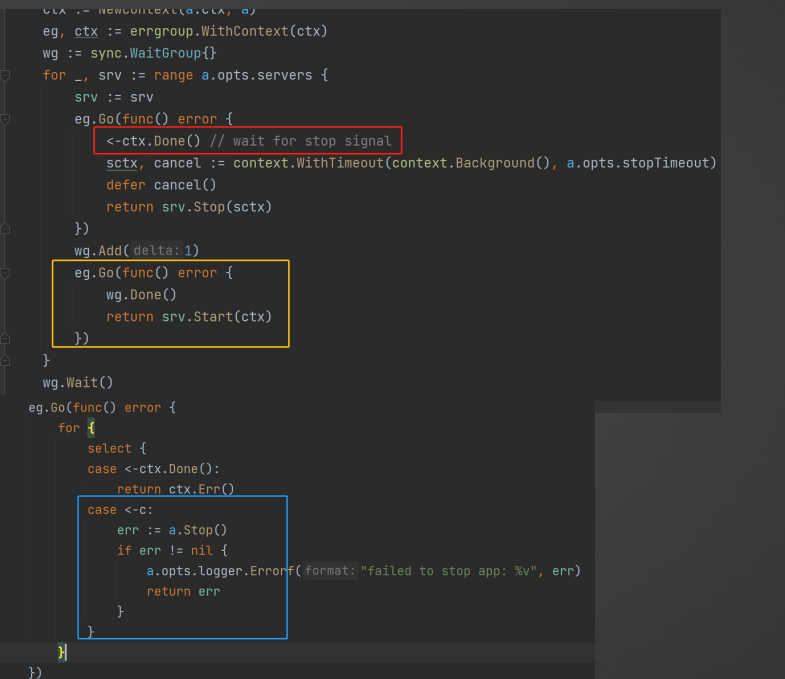 ctx := NewContext(a.ctx, a)
eg, ctx := errgroup.WithContext(ctx)
wg := sync.WaitGroup{}
for _, srv := range a.opts.servers {
srv := srv
eg.Go(func() error {
<-ctx.Done() // wait for stop signal
sctx, cancel := context.WithTimeout(context.Background(), a.opts.stopTimeout)
defer cancel()
return srv.Stop(sctx)
})
wg.Add( delta: 1)
eg.Go(func() error {
wg.Done()
return srv.Start(ctx)
})
}
wg.Wait()
eg.Go(func() error {
for {
select {
case <-ctx.Done():
return ctx.Err()
case <-c:
err := a.Stop()
if err != nil {
a.opts.logger.Errorf( format: "failed to stop app: %v", err)
return err
}
}
}
})